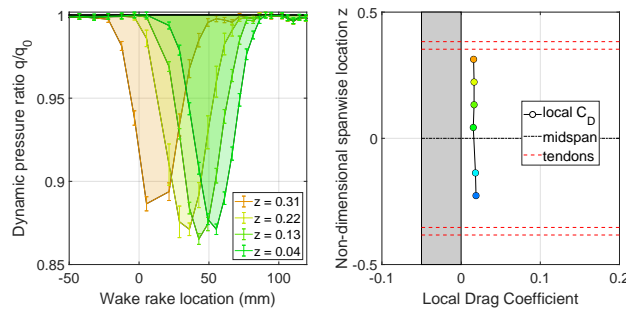 Dynamic pressure ratio q/q0
1
0.95
0.9
0.85
-50
0
50
100
Wake rake location (mm)
z = 0.31
z = 0.22
z = 0.13
z = 0.04
Non-dimensional spanwise location z
0.5
0
-0.5
-0.1
0
0.1
0.2
Local Drag Coefficient
local CD
midspan
tendons